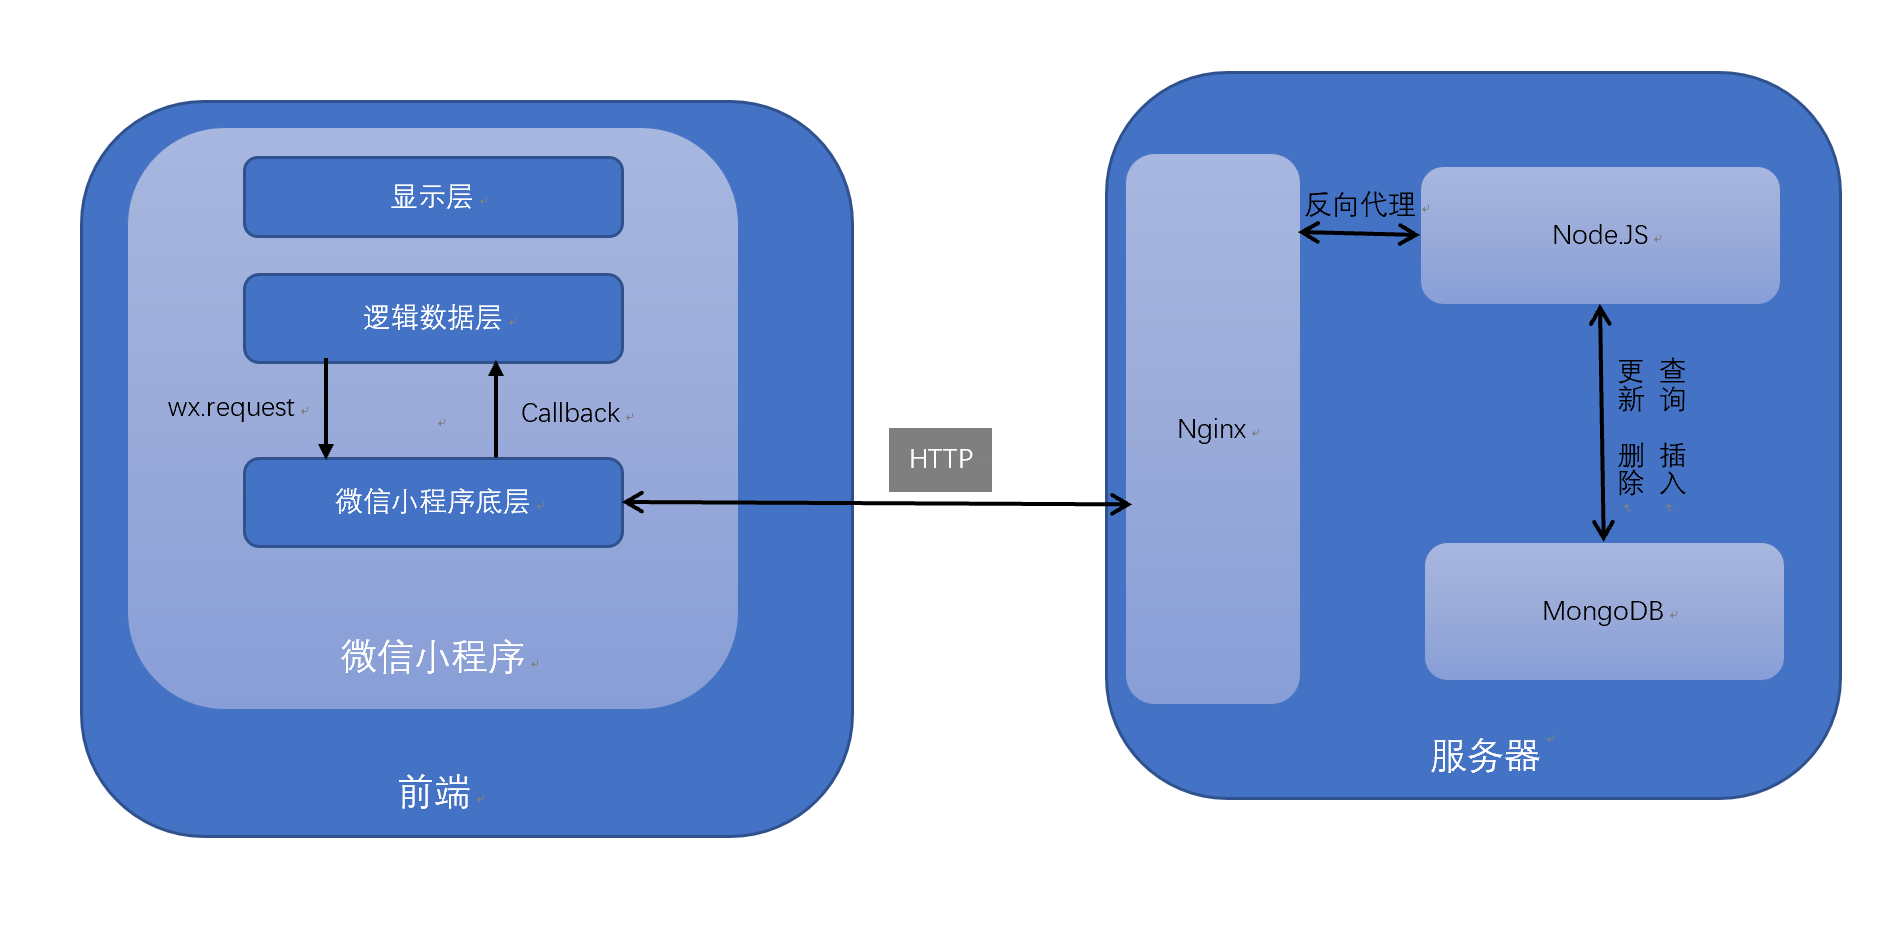 显示层
逻辑数据层
wx.request
Callback
微信小程序底层
微信小程序
前端
HTTP
Nginx
反向代理
Node.JS
查询 插入
更新 删除
MongoDB
服务器